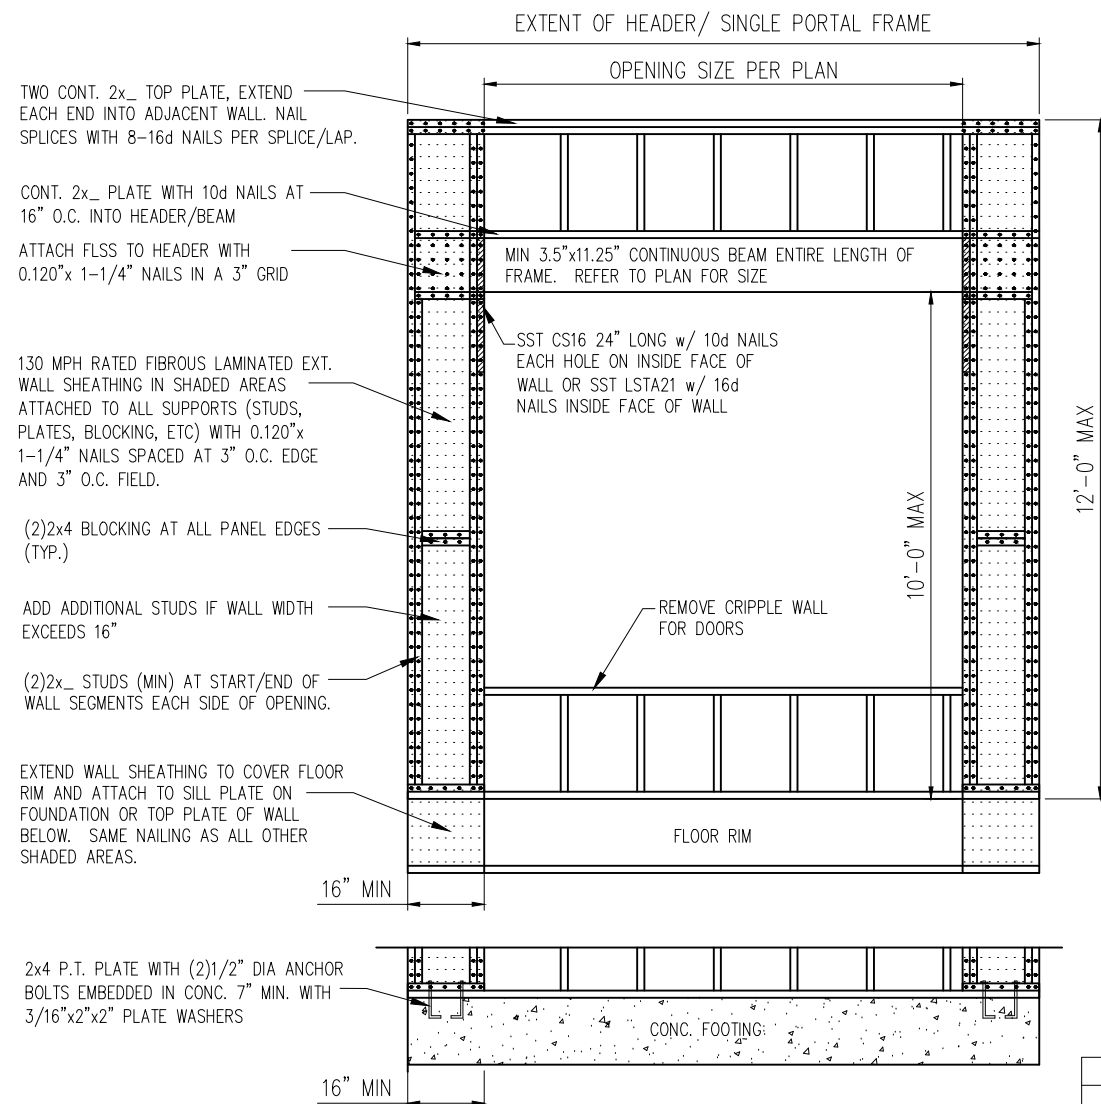 EXTENT OF HEADER/ SINGLE PORTAL FRAME
OPENING SIZE PER PLAN
TWO CONT. 2x_ TOP PLATE, EXTEND
EACH END INTO ADJACENT WALL. NAIL
SPLICES WITH 8-16d NAILS PER SPLICE/LAP.
CONT. 2x_ PLATE WITH 10d NAILS AT
16" O.C. INTO HEADER/BEAM
ATTACH FLSS TO HEADER WITH
0.120"x 1-1/4" NAILS IN A 3" GRID
MIN 3.5"x11.25" CONTINUOUS BEAM ENTIRE LENGTH OF
FRAME. REFER TO PLAN FOR SIZE
SST CS16 24" LONG w/ 10d NAILS
EACH HOLE ON INSIDE FACE OF
WALL OR SST LSTA21 w/ 16d
NAILS INSIDE FACE OF WALL
130 MPH RATED FIBROUS LAMINATED EXT.
WALL SHEATHING IN SHADED AREAS
ATTACHED TO ALL SUPPORTS (STUDS,
PLATES, BLOCKING, ETC) WITH 0.120"x
1-1/4" NAILS SPACED AT 3" O.C. EDGE
AND 3" O.C. FIELD.
12'-0" MAX
10'-0" MAX
(2)2x4 BLOCKING AT ALL PANEL EDGES
(TYP.)
ADD ADDITIONAL STUDS IF WALL WIDTH
EXCEEDS 16"
REMOVE CRIPPLE WALL
FOR DOORS
(2)2x_ STUDS (MIN) AT START/END OF
WALL SEGMENTS EACH SIDE OF OPENING.
EXTEND WALL SHEATHING TO COVER FLOOR
RIM AND ATTACH TO SILL PLATE ON
FOUNDATION OR TOP PLATE OF WALL
BELOW. SAME NAILING AS ALL OTHER
SHADED AREAS.
FLOOR RIM
16" MIN
2x4 P.T. PLATE WITH (2)1/2" DIA ANCHOR
BOLTS EMBEDDED IN CONC. 7" MIN. WITH
3/16"x2"x2" PLATE WASHERS
CONC. FOOTING
16" MIN